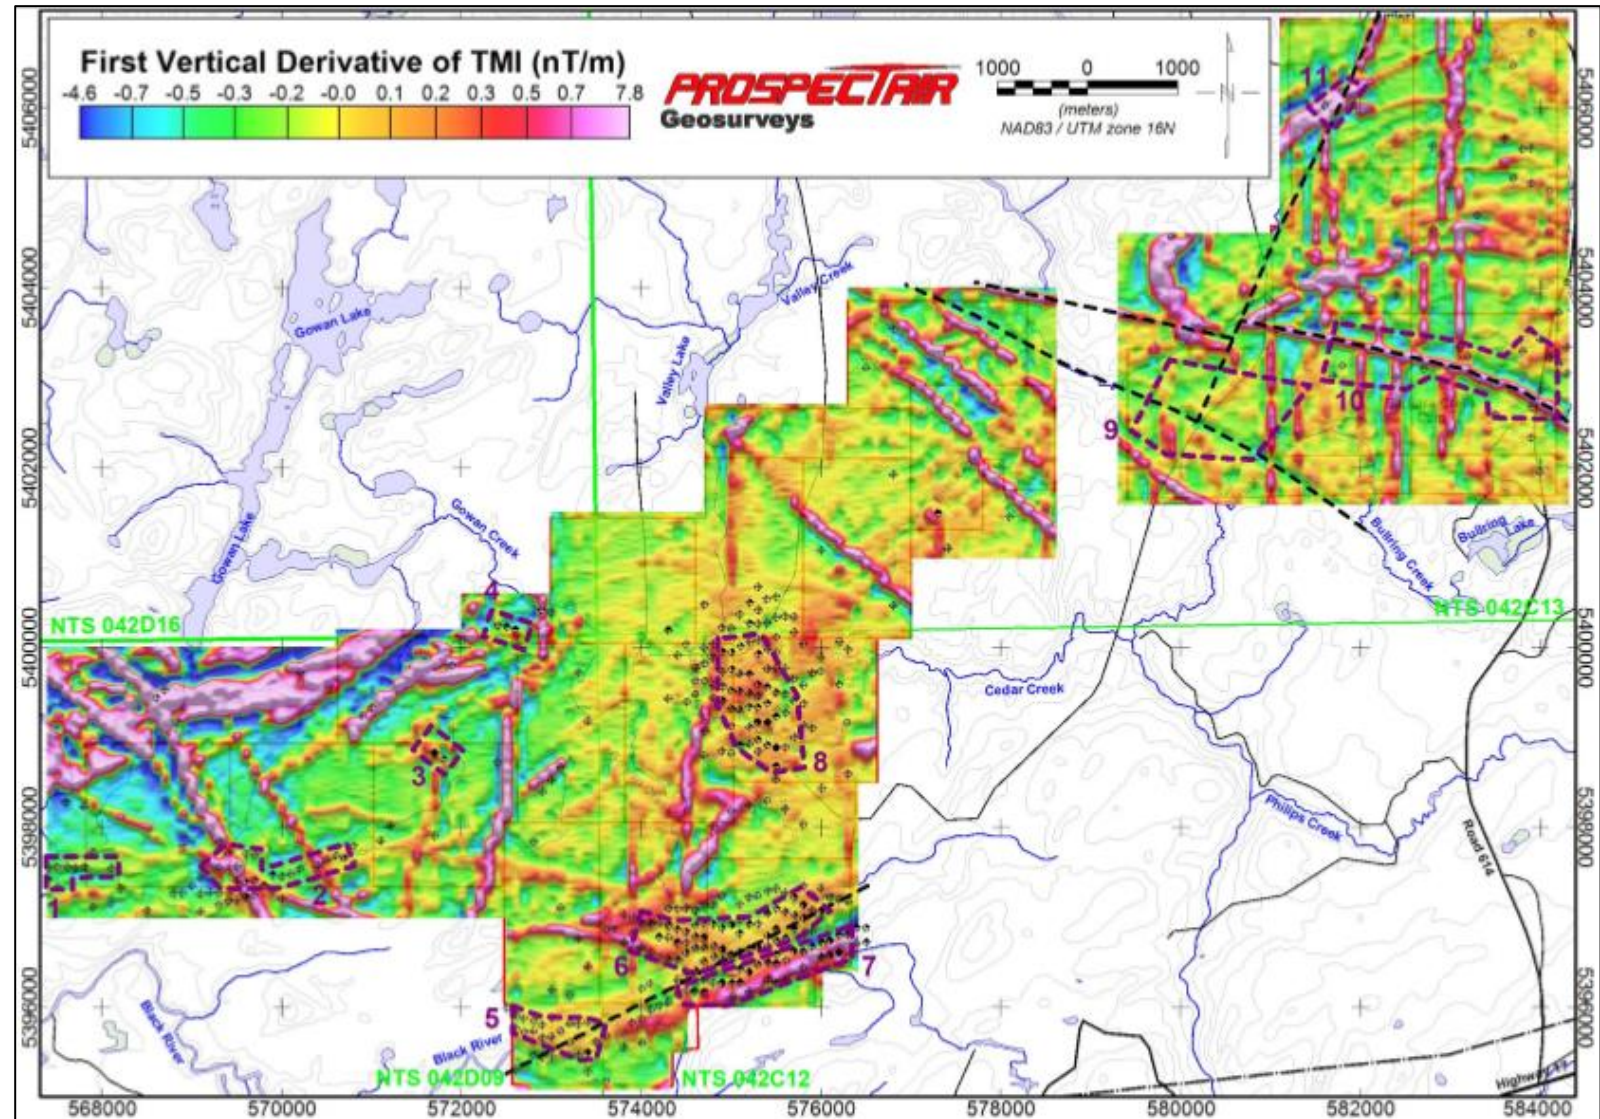 First Vertical Derivative of TMI (nT/m)
-4.6 -0.7 -0.5 -0.3 -0.2 -0.0 0.1 0.2 0.3 0.5 0.7 7.8
PROSPECTAIR
Geosurveys
1000 0 1000
(meters)
NAD83 / UTM zone 16N
N
5406000
5406000
11
Valley Creek
5404000
Gowan Lake
5404000
Valley Lake
10
9
5402000
5402000
Gowan Creek
Gowan Lake
Bullring Creek
Bullring Lake
4
NTS 042D16
NTS 042C13
5400000
5400000
Cedar Creek
3
8
5398000
5398000
Phillips Creek
Road 614
1
2
6
7
5396000
5396000
5
Black River
Black River
NTS 042D09
NTS 042C12
568000 570000 572000 574000 576000 578000 580000 582000 584000